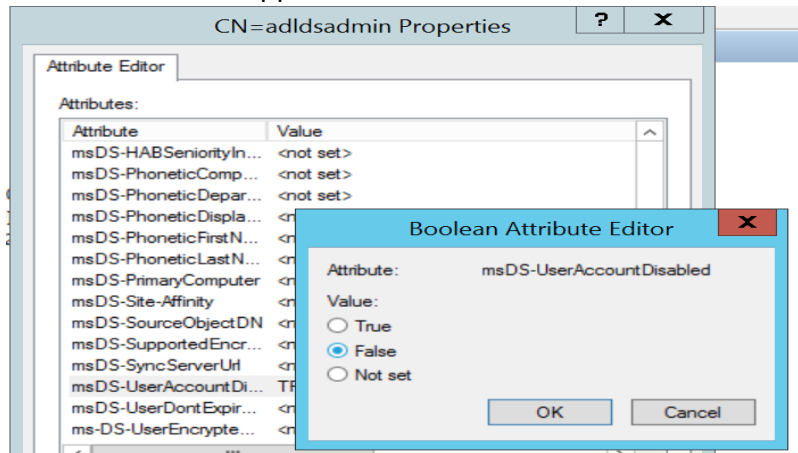 CN=adldsadmin Properties ? X
Attribute Editor
Attributes:
Attribute Value
msDS-HABSeniorityIn... <not set>
msDS-PhoneticComp... <not set>
msDS-PhoneticDepar... <not set>
msDS-PhoneticDispla... <n
msDS-PhoneticFirstN... <n
msDS-PhoneticLastN... <n
msDS-PrimaryComputer <n
msDS-Site-Affinity <n
msDS-SourceObjectDN <n
msDS-SupportedEncr... <n
msDS-SyncServerUrl <n
msDS-UserAccountDi... TF
msDS-UserDontExpir... <n
ms-DS-UserEncrypte... <n
Boolean Attribute Editor X
Attribute: msDS-UserAccountDisabled
Value:
True
False
Not set
OK Cancel